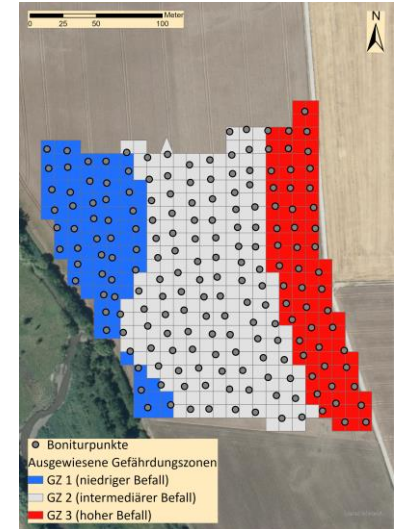 Meter
0 25 50 100
N
Boniturpunkte
Ausgewiesene Gefährdungszonen
GZ 1 (niedriger Befall)
GZ 2 (intermediärer Befall)
GZ 3 (hoher Befall)